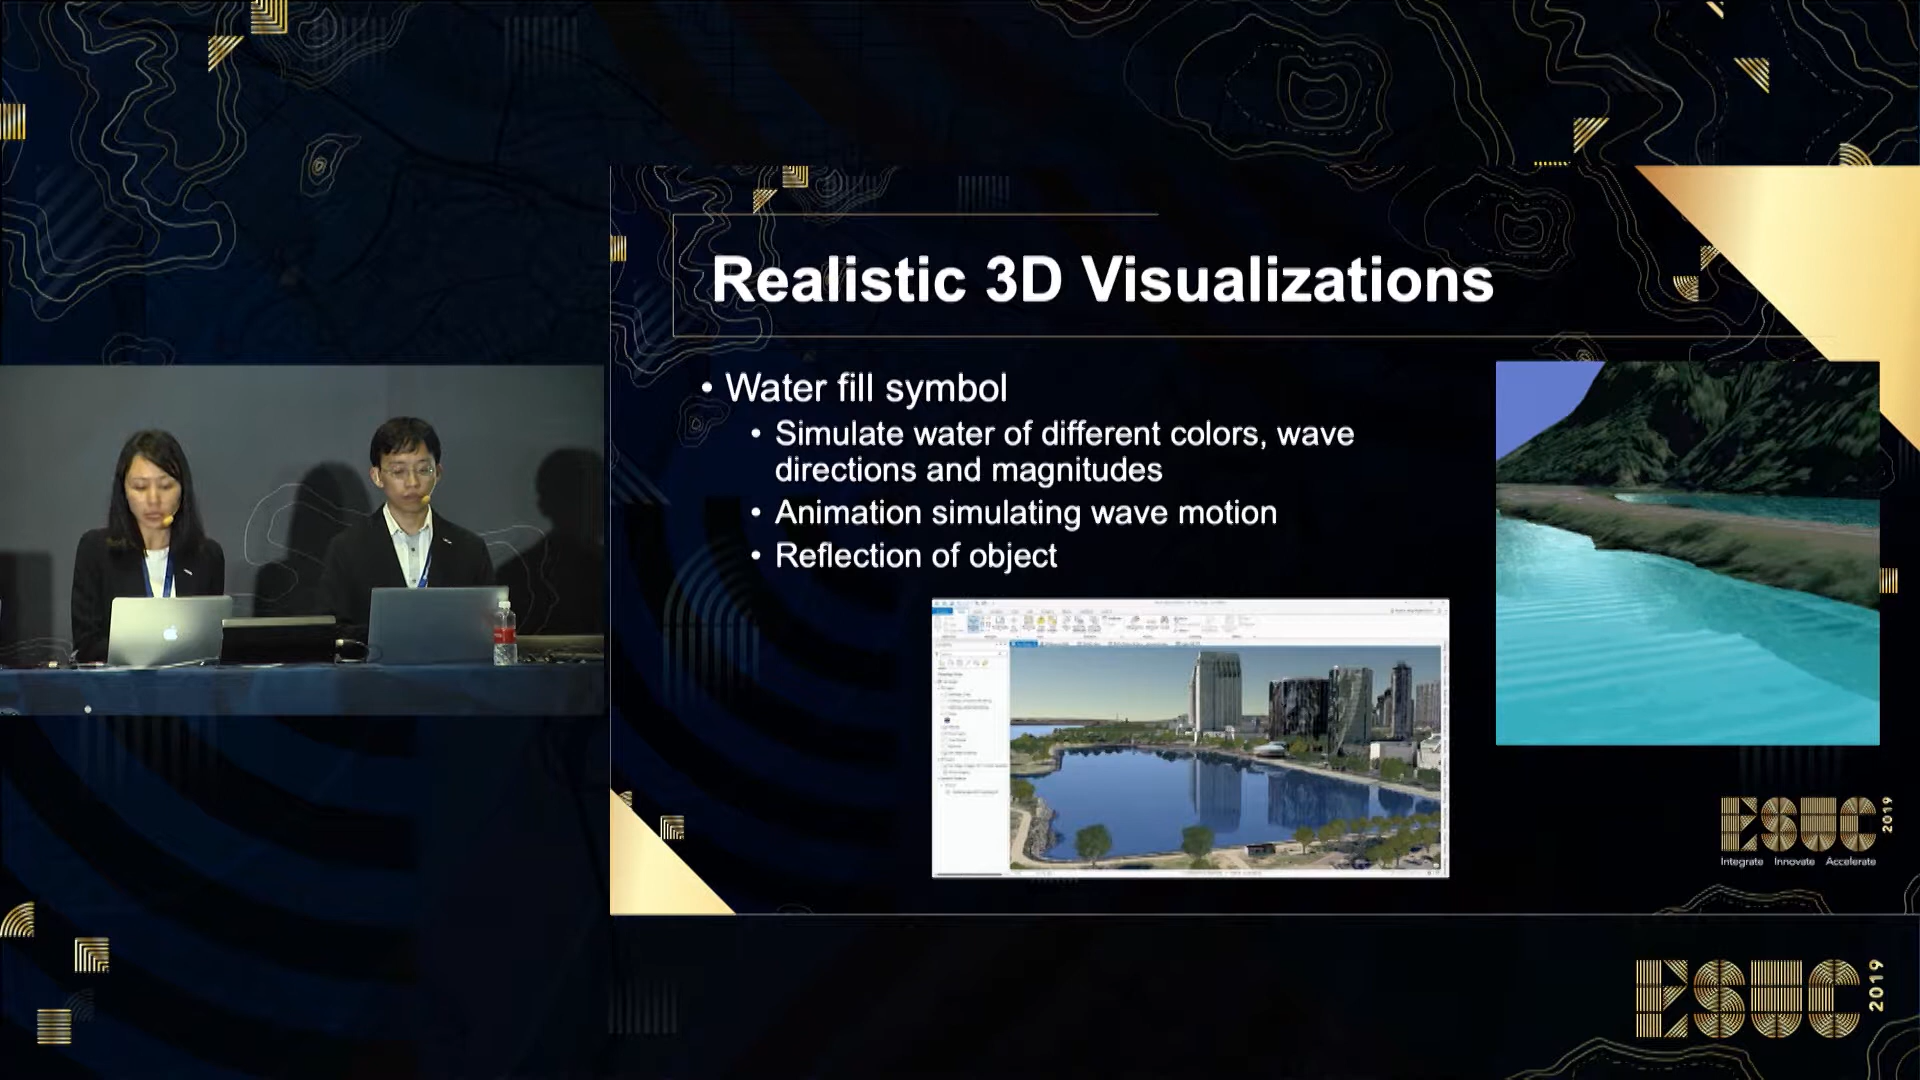 Realistic 3D Visualizations
• Water fill symbol
• Simulate water of different colors, wave
directions and magnitudes
• Animation simulating wave motion
• Reflection of object
ESUC 2019
Integrate Innovate Accelerate
ESUC 2019